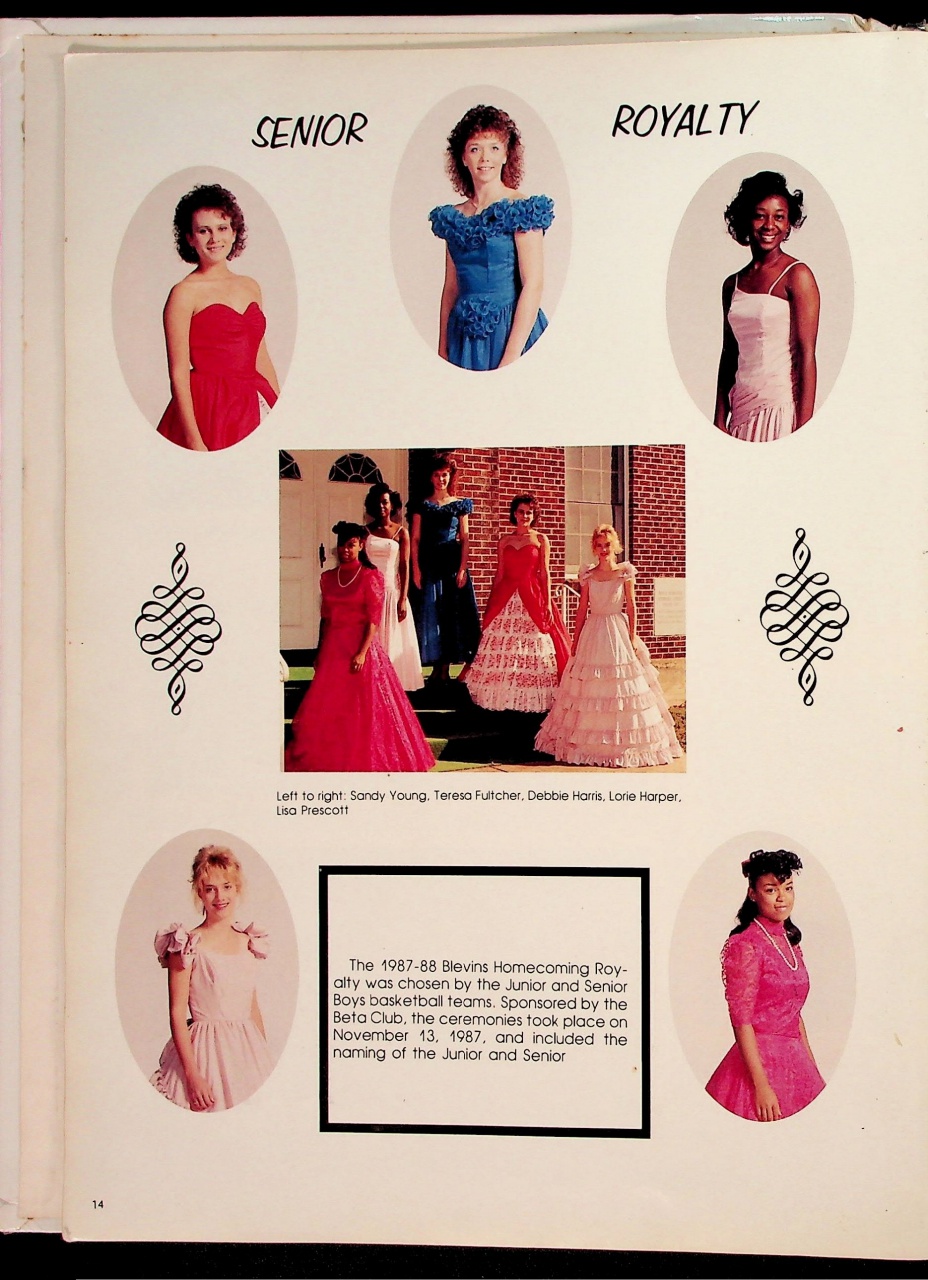 SENIOR ROYALTY
Left to right: Sandy Young, Teresa Fultcher, Debbie Harris, Lorie Harper,
Lisa Prescott
The 1987-88 Blevins Homecoming Roy-
alty was chosen by the Junior and Senior
Boys basketball teams. Sponsored by the
Beta Club, the ceremonies took place on
November 13, 1987, and included the
naming of the Junior and Senior
14